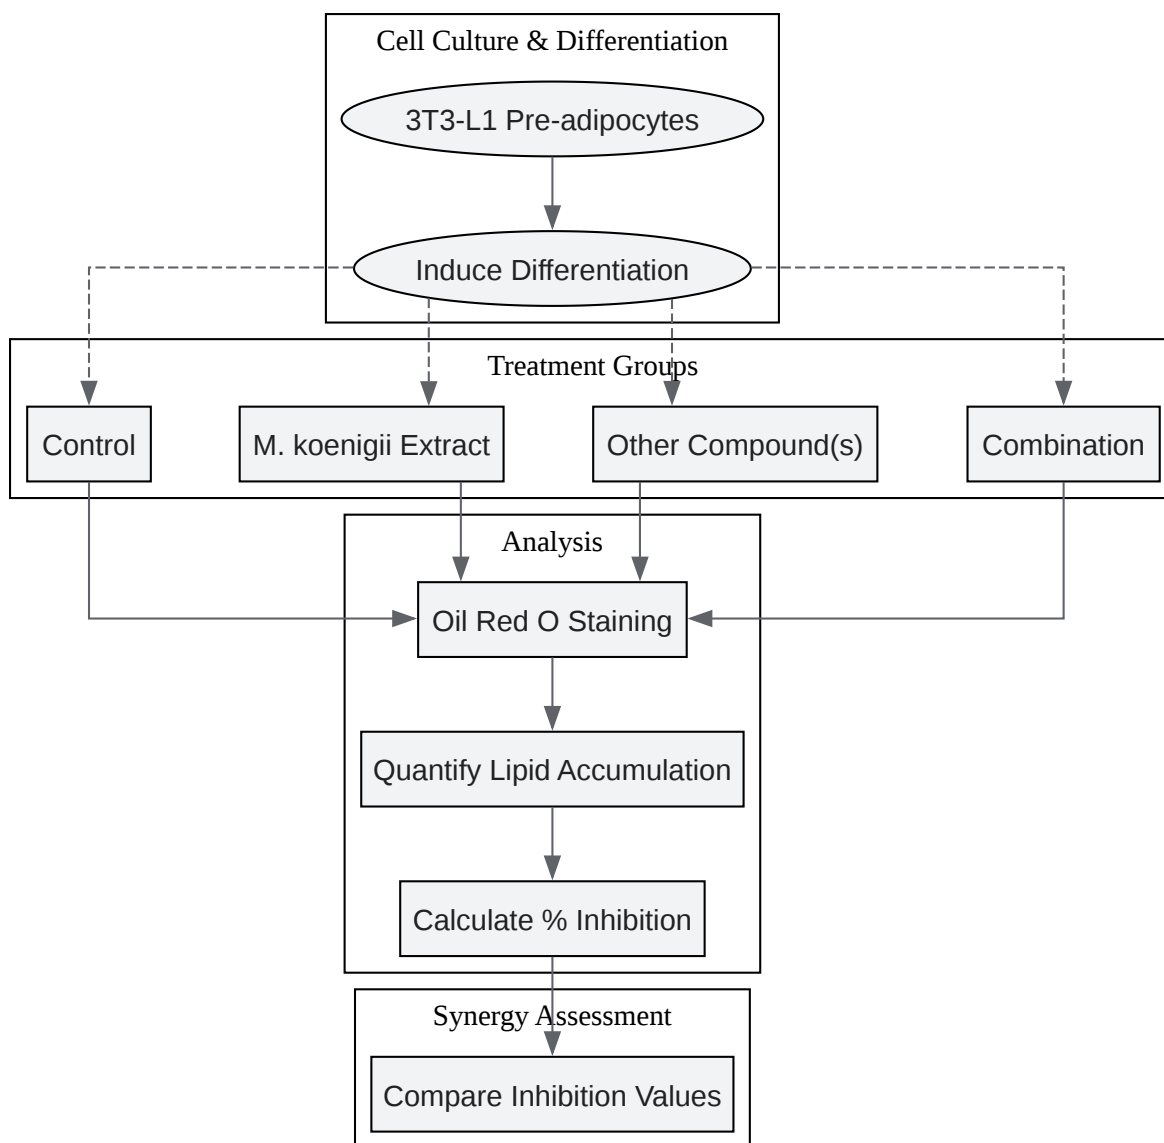 Cell Culture & Differentiation
3T3-L1 Pre-adipocytes
Induce Differentiation
Treatment Groups
Control
M. koenigii Extract
Other Compound(s)
Combination
Analysis
Oil Red O Staining
Quantify Lipid Accumulation
Calculate % Inhibition
Synergy Assessment
Compare Inhibition Values